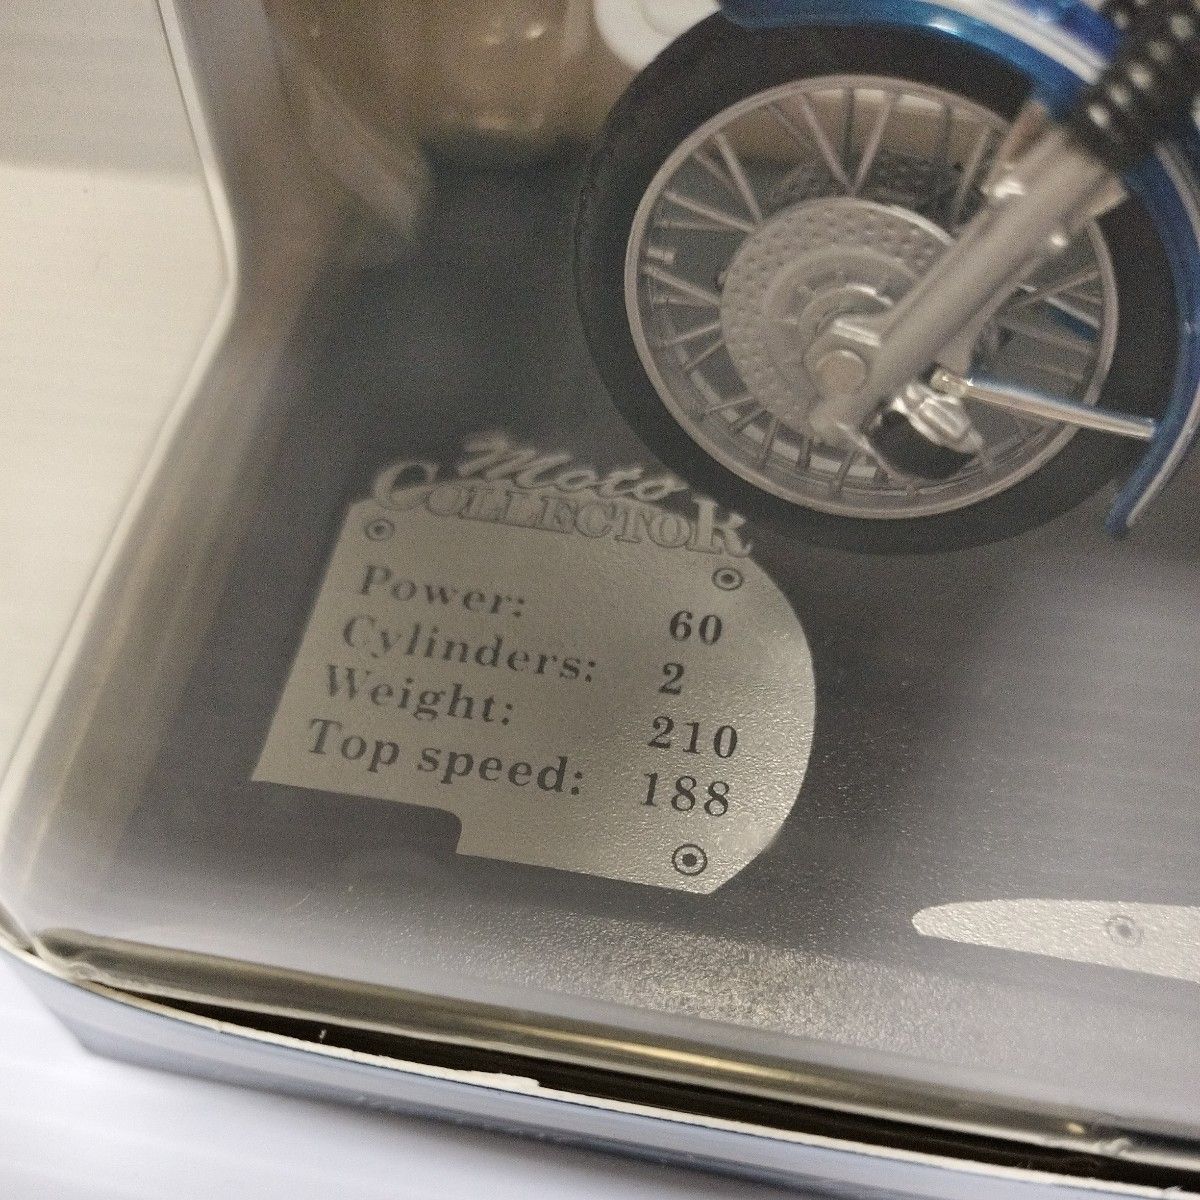 Moto
COLLECTOR
Power: 60
Cylinders: 2
Weight: 210
Top speed: 188